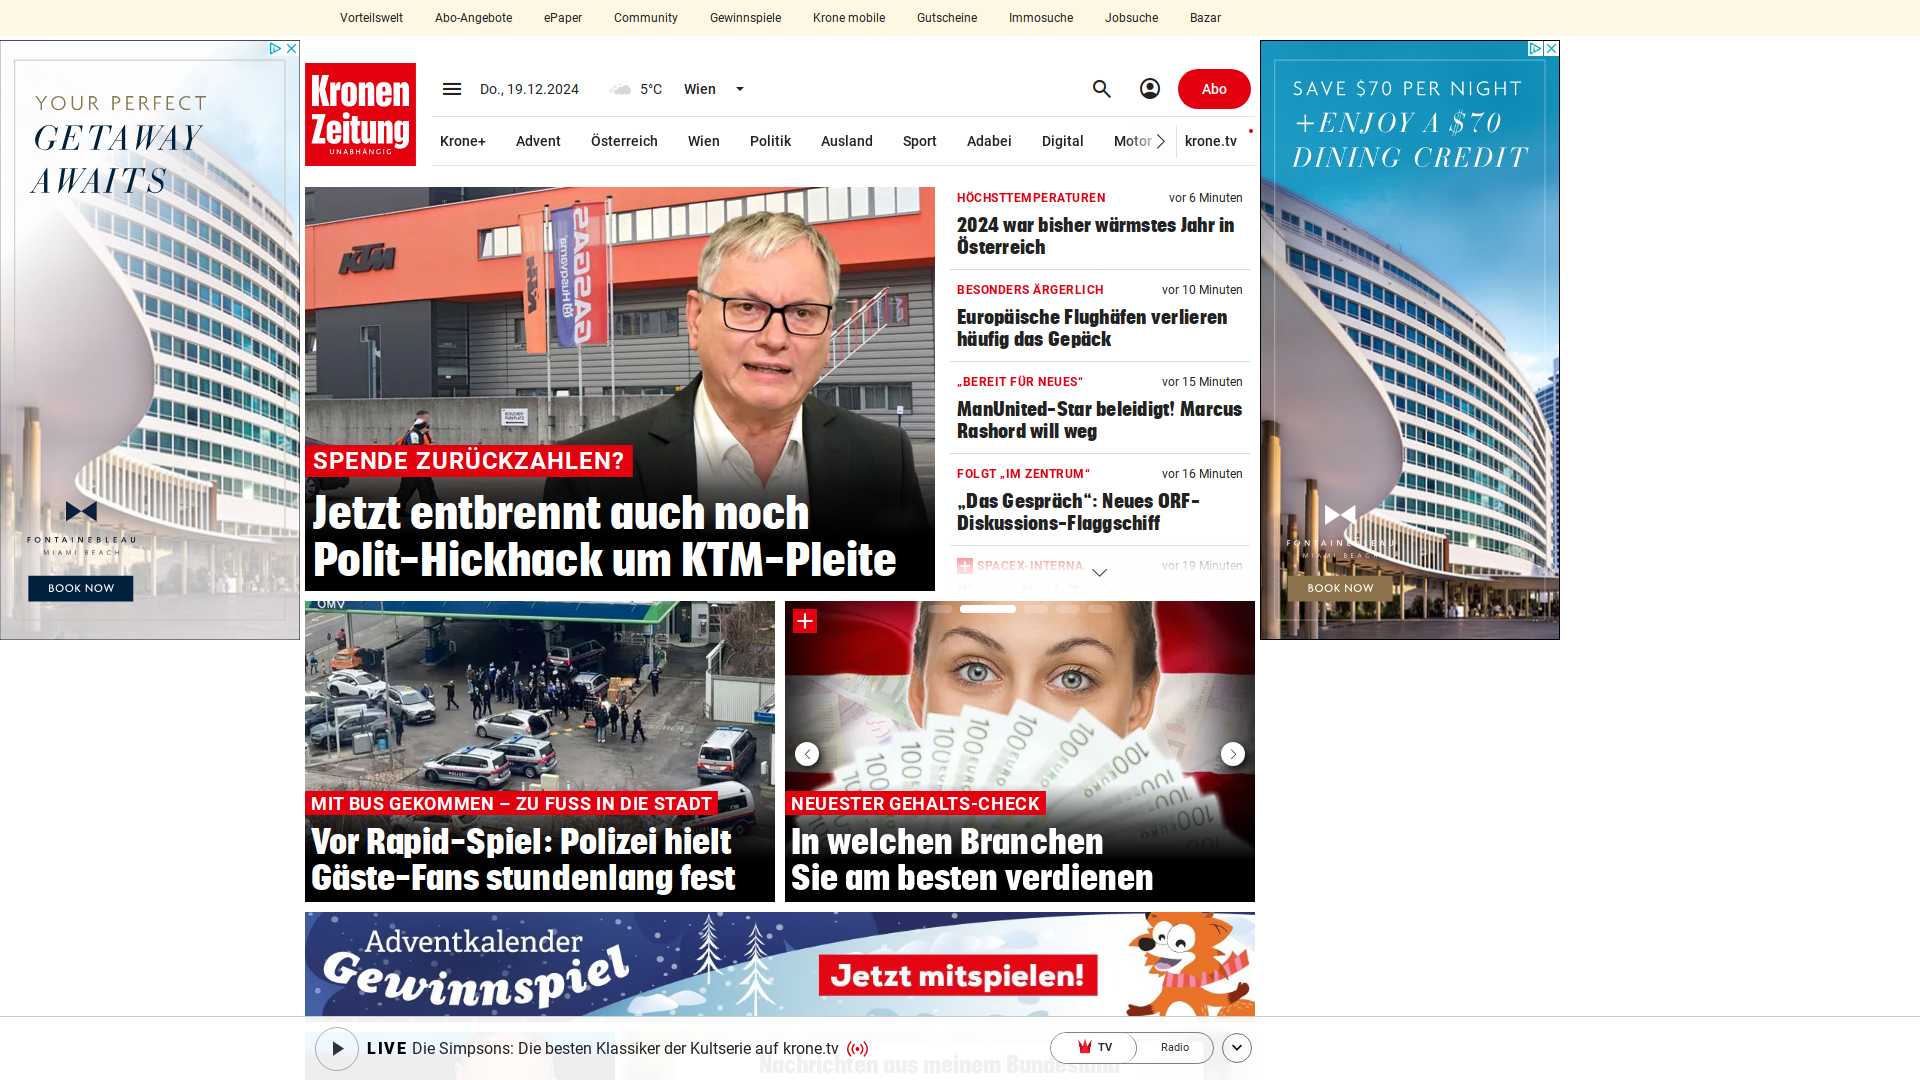 Vorteilswelt
Abo-Angebote
ePaper
Community
Gewinnspiele
Krone mobile
Gutscheine
Immosuche
Jobsuche
Bazar
YOUR PERFECT
GETAWAY
AWAITS
FONTAINEBLEAU
MIAMI BEACH
BOOK NOW
Kronen
Zeitung
UNABHÄNGIG
Do., 19.12.2024
5°C
Wien
Abo
Krone+
Advent
Österreich
Wien
Politik
Ausland
Sport
Adabei
Digital
Motor
krone.tv
KTM
SPENDE ZURÜCKZAHLEN?
Jetzt entbrennt auch noch
Polit-Hickhack um KTM-Pleite
HÖCHSTTEMPERATUREN
vor 6 Minuten
2024 war bisher wärmstes Jahr in
Österreich
BESONDERS ÄRGERLICH
vor 10 Minuten
Europäische Flughäfen verlieren
häufig das Gepäck
„BEREIT FÜR NEUES“
vor 15 Minuten
ManUnited-Star beleidigt! Marcus
Rashord will weg
FOLGT „IM ZENTRUM“
vor 16 Minuten
„Das Gespräch“: Neues ORF-
Diskussions-Flaggschiff
SPACEX-INTERNA
vor 19 Minuten
SAVE $70 PER NIGHT
+ENJOY A $70
DINING CREDIT
FONTAINEBLEAU
MIAMI BEACH
BOOK NOW
OMV
MIT BUS GEKOMMEN – ZU FUSS IN DIE STADT
Vor Rapid-Spiel: Polizei hielt
Gäste-Fans stundenlang fest
NEUESTER GEHALTS-CHECK
In welchen Branchen
Sie am besten verdienen
Adventkalender
Gewinnspiel
Jetzt mitspielen!
LIVE Die Simpsons: Die besten Klassiker der Kultserie auf krone.tv
TV
Radio
Nachrichten aus meinem Bundesland